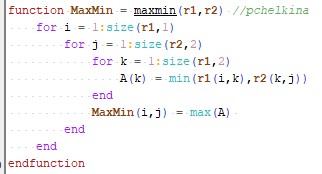 function MaxMin = maxmin(r1,r2) //pchelkina
for i = 1:size(r1,1)
for j = 1:size(r2,2)
for k = 1:size(r1,2)
A(k) = min(r1(i,k),r2(k,j))
end
MaxMin(i,j) = max(A)
end
end
endfunction